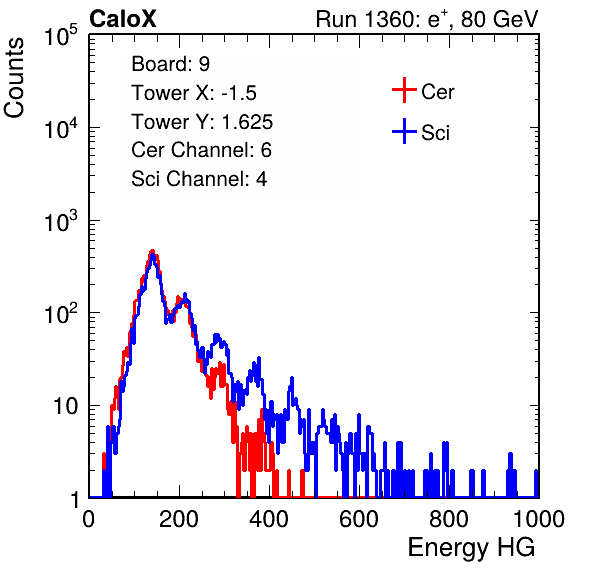 CaloX Run 1360: e⁺, 80 GeV
Counts
Board: 9
Tower X: -1.5
Tower Y: 1.625
Cer Channel: 6
Sci Channel: 4
Cer
Sci
10⁵
10⁴
10³
10²
10
1
0 200 400 600 800 1000
Energy HG